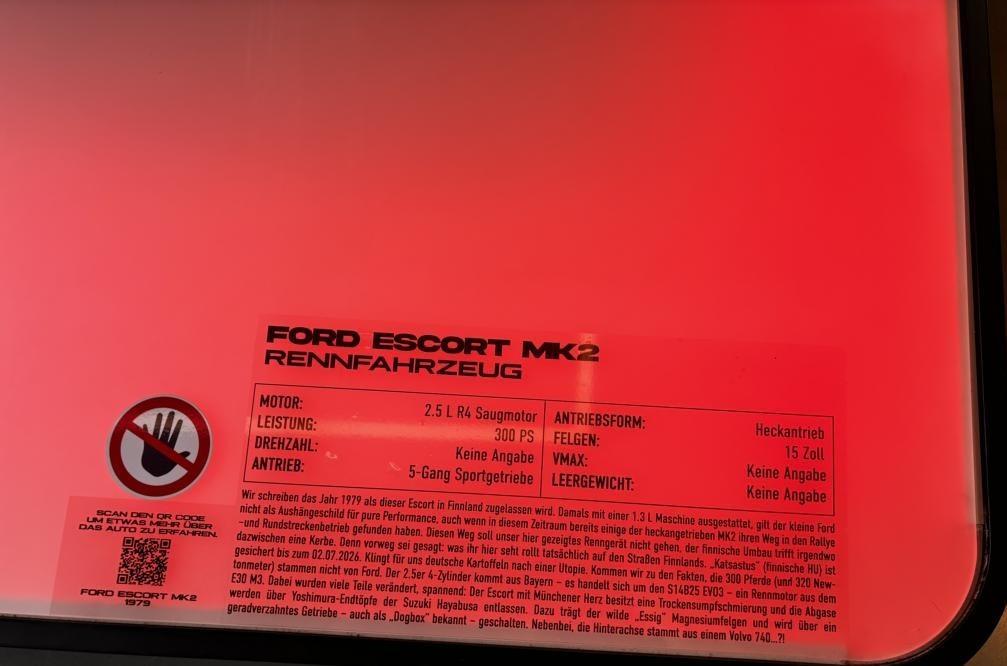 FORD ESCORT MK2
RENNFAHRZEUG
MOTOR: 2.5 L R4 Saugmotor
LEISTUNG: 300 PS
DREHZAHL: Keine Angabe
ANTRIEB: 5-Gang Sportgetriebe
ANTRIEBSFORM: Heckantrieb
FELGEN: 15 Zoll
VMAX: Keine Angabe
LEERGEWICHT: Keine Angabe
Wir schreiben das Jahr 1979 als dieser Escort in Finnland zugelassen wird. Damals mit einer 1.3 L Maschine ausgestattet, gilt der kleine Ford
nicht als Aushängeschild für pure Performance, auch wenn in diesem Zeitraum bereits einige der heckangetrieben MK2 ihren Weg in den Rallye
-und Rundstreckenbetrieb gefunden haben. Diesen Weg soll unser hier gezeigtes Renngerät nicht gehen, der finnische Umbau trifft irgendwo
dazwischen eine Kerbe. Denn vorweg sei gesagt: was ihr hier seht rollt tatsächlich auf den Straßen Finnlands. „Katsastus" (finnische HU) ist
gesichert bis zum 02.07.2026. Klingt für uns deutsche Kartoffeln nach einer Utopie. Kommen wir zu den Fakten, die 300 Pferde (und 320 New-
tonmeter) stammen nicht von Ford. Der 2.5er 4-Zylinder kommt aus Bayern – es handelt sich um den S14B25 EVO3 – ein Rennmotor aus dem
E30 M3. Dabei wurden viele Teile verändert, spannend: Der Escort mit Münchener Herz besitzt eine Trockensumpfschmierung und die Abgase
werden über Yoshimura-Endtöpfe der Suzuki Hayabusa entlassen. Dazu trägt der wilde „Essig" Magnesiumfelgen und wird über ein
geradverzahntes Getriebe – auch als „Dogbox" bekannt – geschalten. Nebenbei, die Hinterachse stammt aus einem Volvo 740...?!
SCAN DEN QR CODE
UM ETWAS MEHR ÜBER
DAS AUTO ZU ERFAHREN.
FORD ESCORT MK2
1979